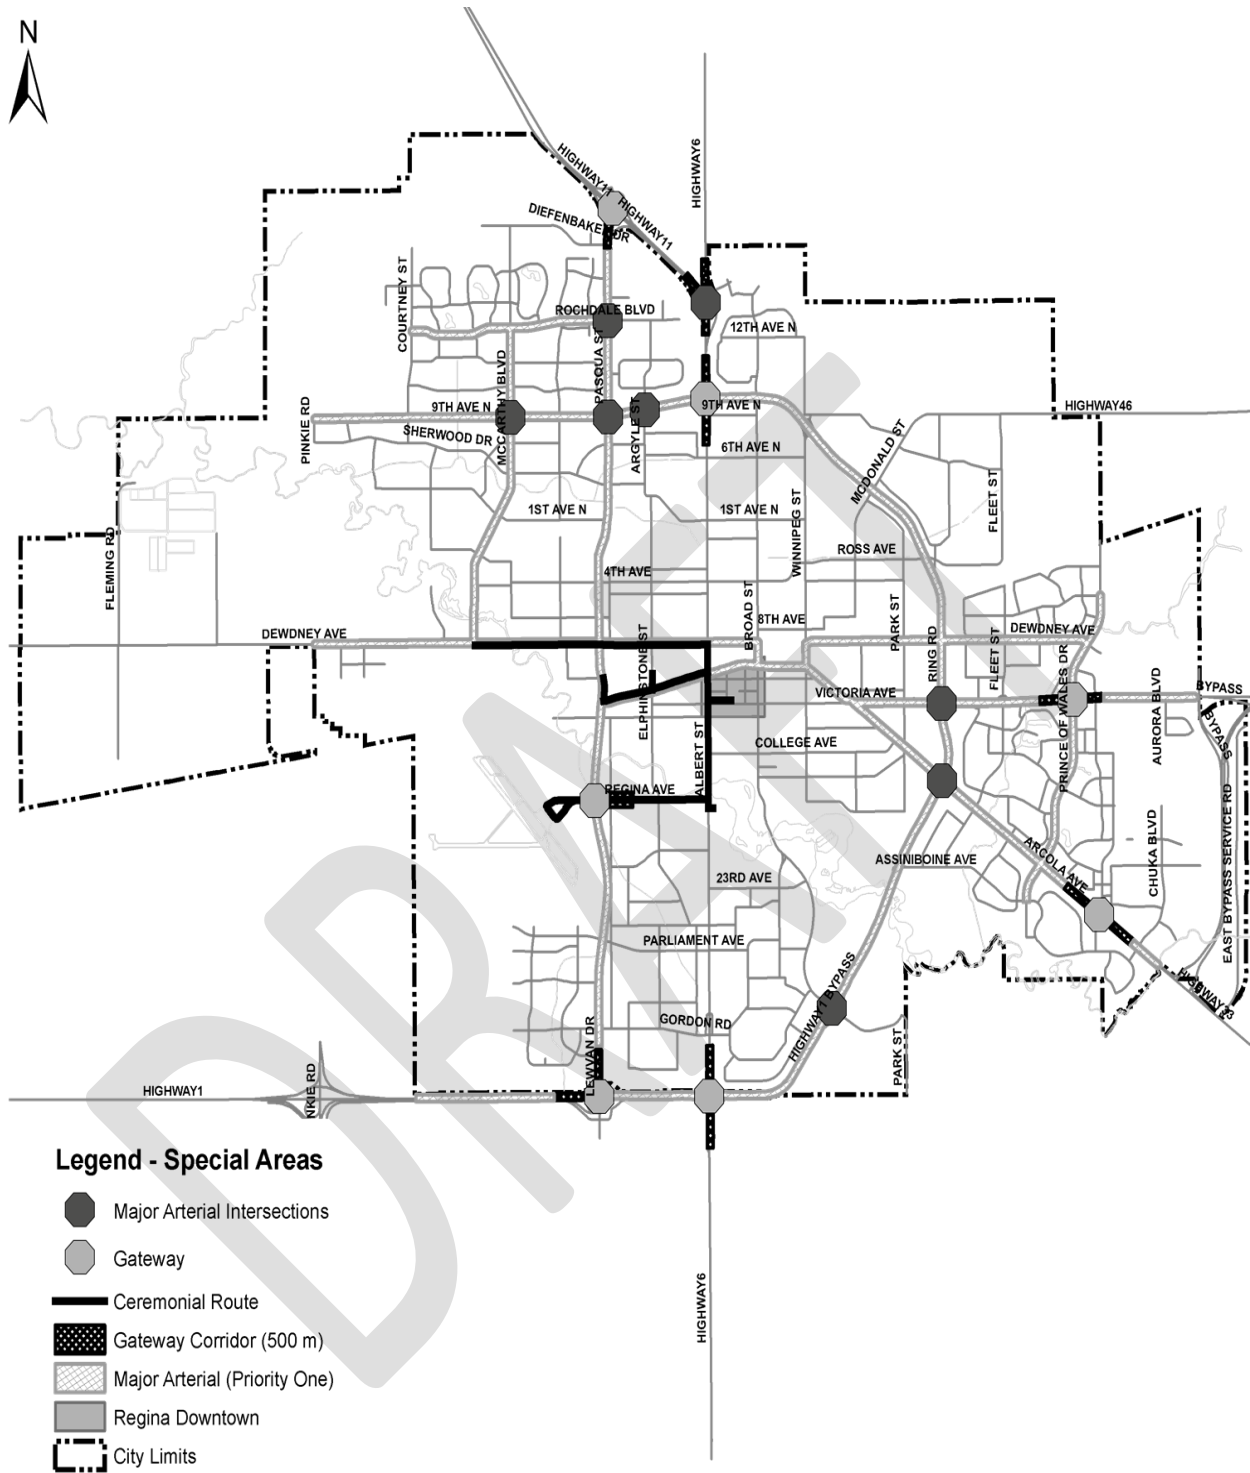 N
HIGHWAY11
HIGHWAY6
HIGHWAY11
DIEFENBAKER DR
COURTNEY ST
ROCHDALE BLVD
12TH AVE N
PASQUA ST
MCCARTHY BLVD
PINKIE RD
9TH AVE N
9TH AVE N
HIGHWAY46
SHERWOOD DR
ARGYLE ST
6TH AVE N
MCDONALD ST
FLEET ST
1ST AVE N
1ST AVE N
WINNIPEG ST
FLEMING RD
ROSS AVE
4TH AVE
BROAD ST
8TH AVE
PARK ST
DEWDNEY AVE
DEWDNEY AVE
ELPHINSTONE ST
RING RD
FLEET ST
PRINCE OF WALES DR
AURORA BLVD
VICTORIA AVE
BYPASS
BYPASS
ALBERT ST
COLLEGE AVE
REGINA AVE
EAST BYPASS SERVICE RD
CHUKA BLVD
ARCOLA AVE
ASSINIBOINE AVE
23RD AVE
PARLIAMENT AVE
HIGHWAY1 BYPASS
GORDON RD
LEWVAN DR
PARK ST
HIGHWAY1
NKIE RD
DRAFT
Legend - Special Areas
Major Arterial Intersections
Gateway
Ceremonial Route
HIGHWAY6
Gateway Corridor (500 m)
Major Arterial (Priority One)
Regina Downtown
City Limits